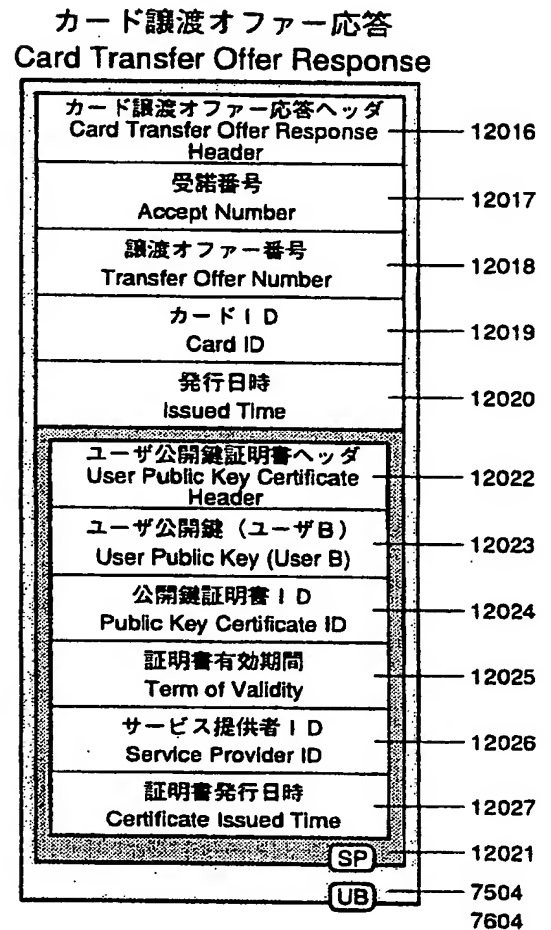 カード譲渡オファー応答
Card Transfer Offer Response
カード譲渡オファー応答ヘッダ
Card Transfer Offer Response
Header
12016
受諾番号
Accept Number
12017
譲渡オファー番号
Transfer Offer Number
12018
カードID
Card ID
12019
発行日時
Issued Time
12020
ユーザ公開鍵証明書ヘッダ
User Public Key Certificate
Header
12022
ユーザ公開鍵（ユーザB）
User Public Key (User B)
12023
公開鍵証明書ID
Public Key Certificate ID
12024
証明書有効期間
Term of Validity
12025
サービス提供者ID
Service Provider ID
12026
証明書発行日時
Certificate Issued Time
12027
SP
12021
UB
7504
7604